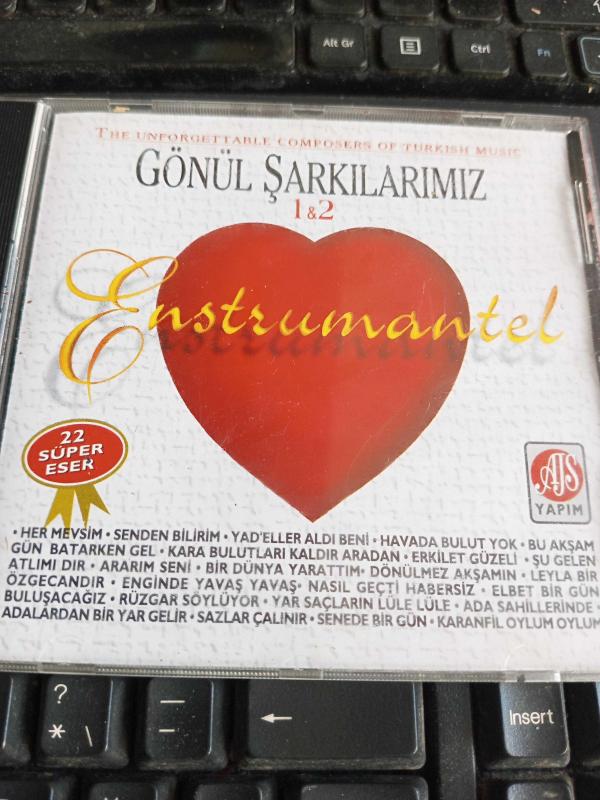 Alt Gr
Ctrl
Fn
THE UNFORGETTABLE COMPOSERS OF TURKISH MUSIC
GÖNÜL ŞARKILARIMIZ
1&2
Enstrumantel
22
SÜPER
ESER
AJS
YAPIM
• HER MEVSİM • SENDEN BİLİRİM • YAD'ELLER ALDI BENİ • HAVADA BULUT YOK • BU AKŞAM
GÜN BATARKEN GEL • KARA BULUTLARI KALDIR ARADAN • ERKİLET GÜZELİ • ŞU GELEN
ATLIMI DIR • ARARIM SENİ • BİR DÜNYA YARATTIM • DÖNÜLMEZ AKŞAMIN • LEYLA BİR
ÖZGECANDIR • ENGİNDE YAVAŞ YAVAŞ • NASIL GEÇTİ HABERSİZ • ELBET BİR GÜN
BULUŞACAĞIZ • RÜZGAR SÖYLÜYOR • YAR SAÇLARIN LÜLE LÜLE • ADA SAHİLLERİNDE •
ADALARDAN BİR YAR GELİR • SAZLAR ÇALINIR • SENEDE BİR GÜN • KARANFİL OYLUM OYLUM
?
* \
_
-
←
Insert